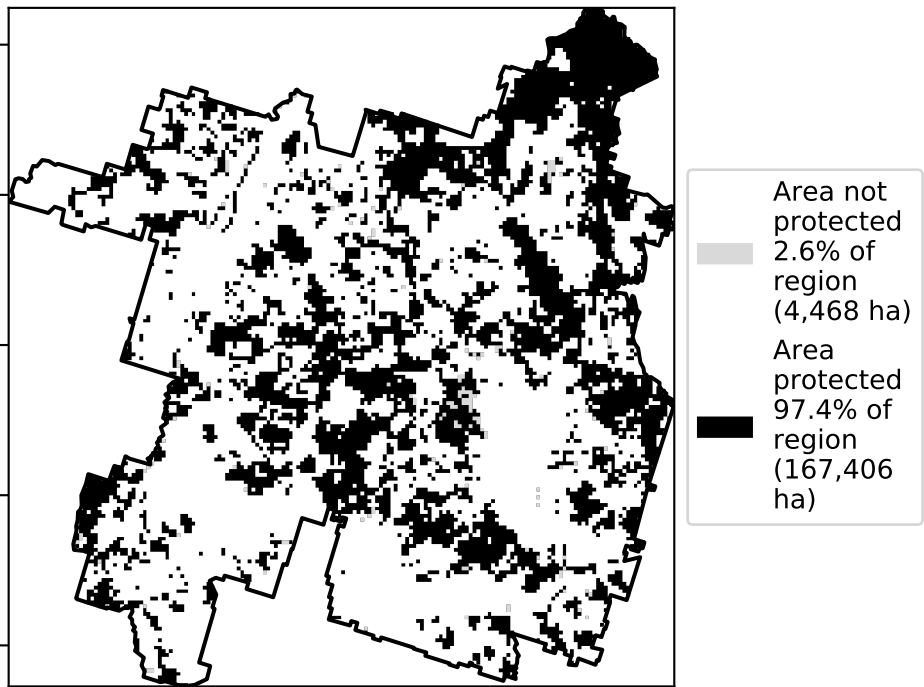 Area not
protected
2.6% of
region
(4,468 ha)
Area
protected
97.4% of
region
(167,406
ha)